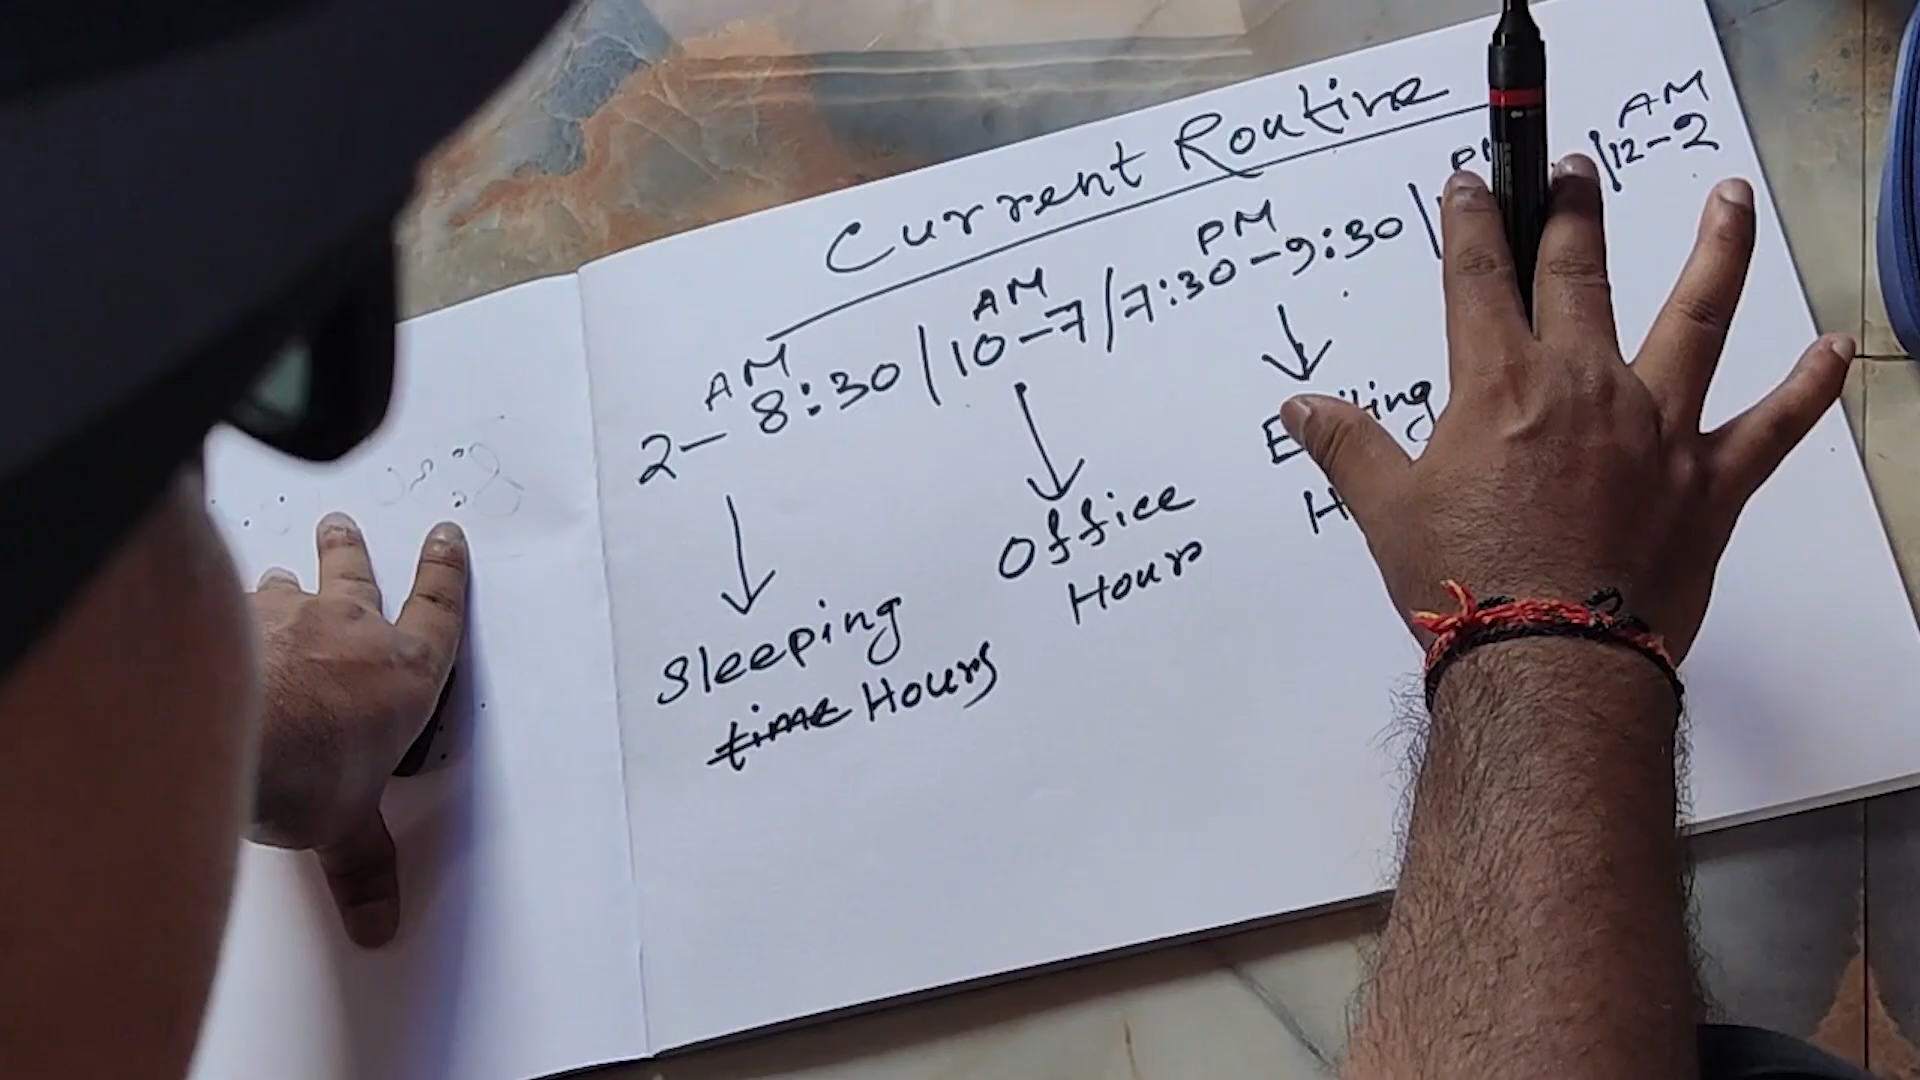 Current Routine
AM AM PM AM
2-8:30 | 10-7 / 7:30-9:30 | | 12-2
Sleeping Office
time Hours Hour